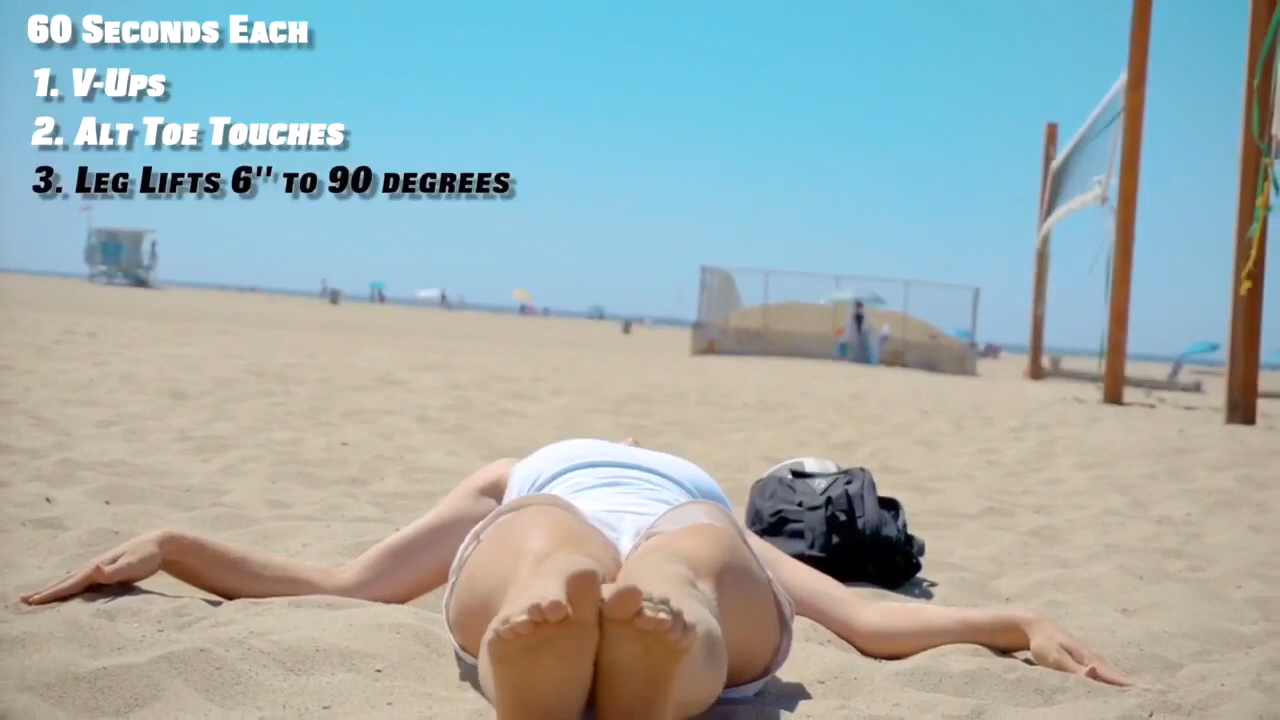 60 Seconds Each
1. V-Ups
2. Alt Toe Touches
3. Leg Lifts 6" to 90 degrees